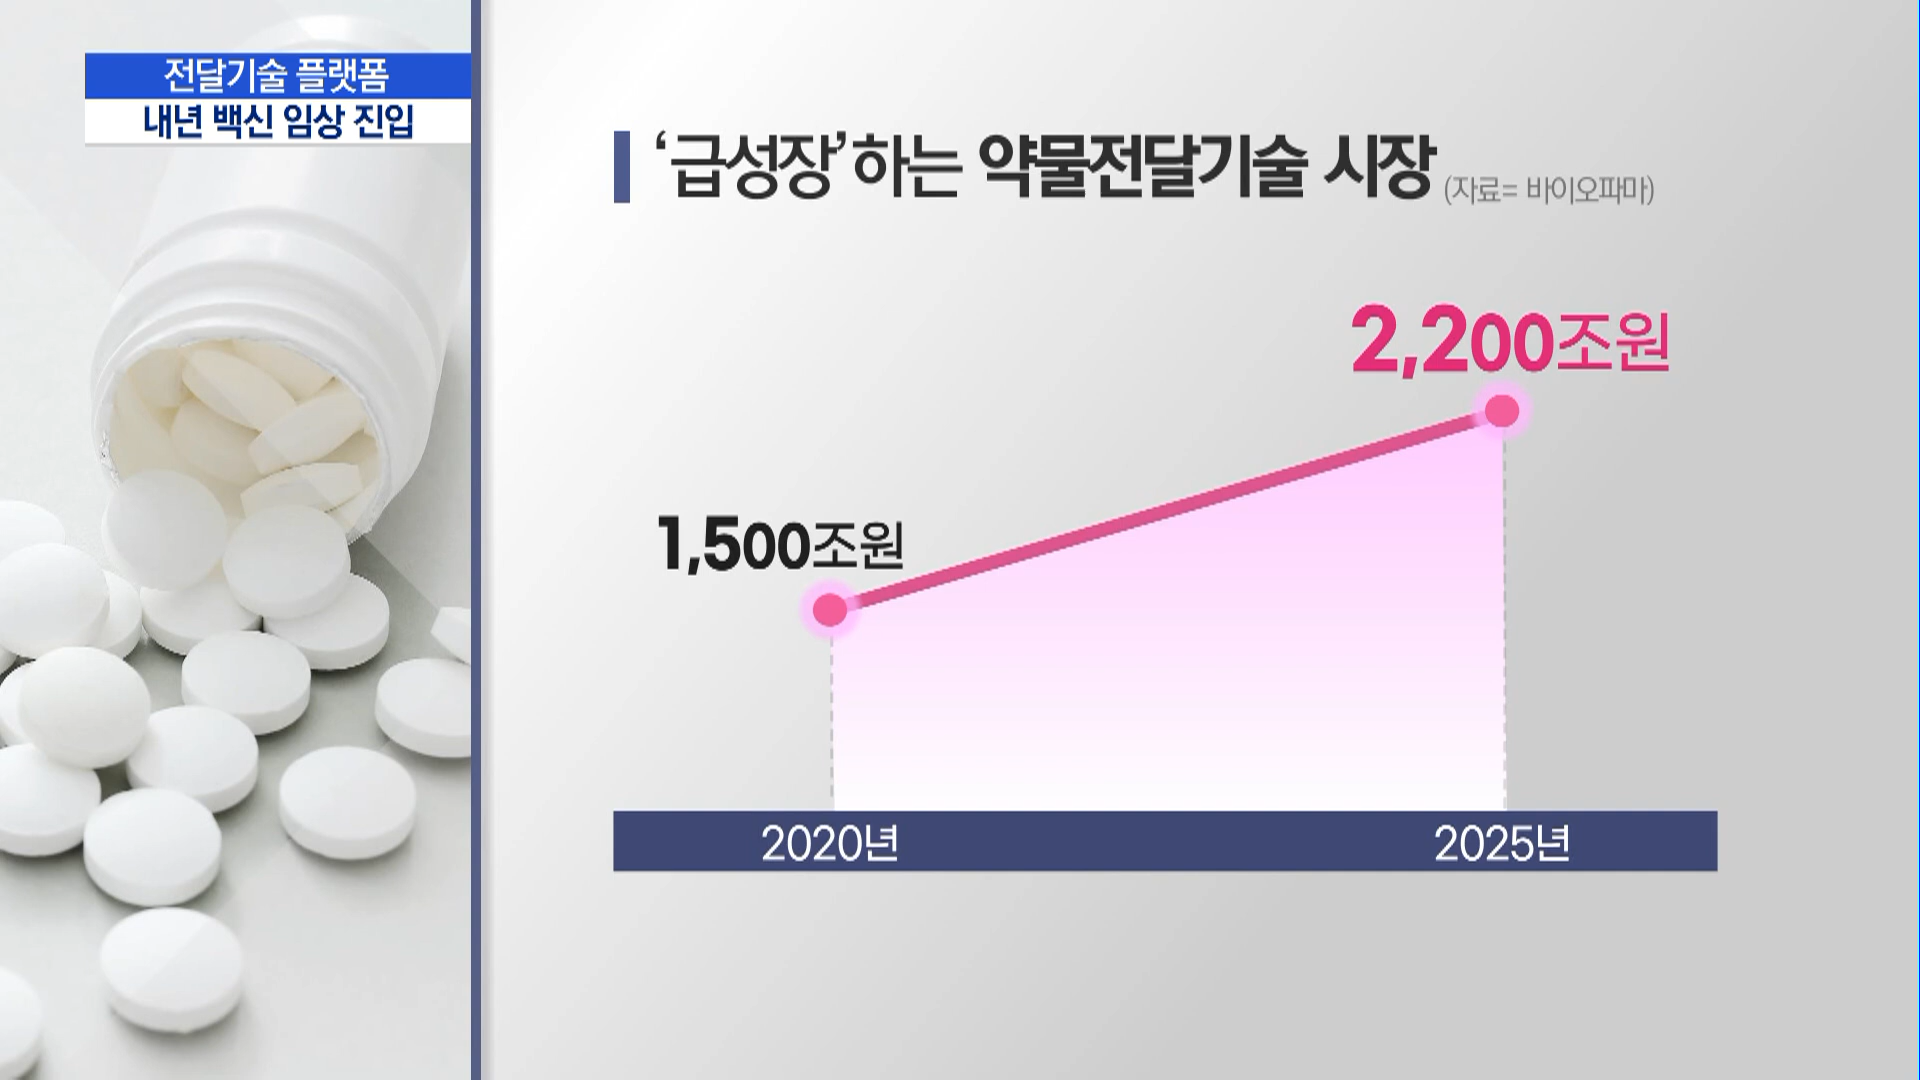 전달기술 플랫폼
내년 백신 임상 진입
‘급성장’하는 약물전달기술 시장 (자료= 바이오파마)
2,200조원
1,500조원
2020년 2025년